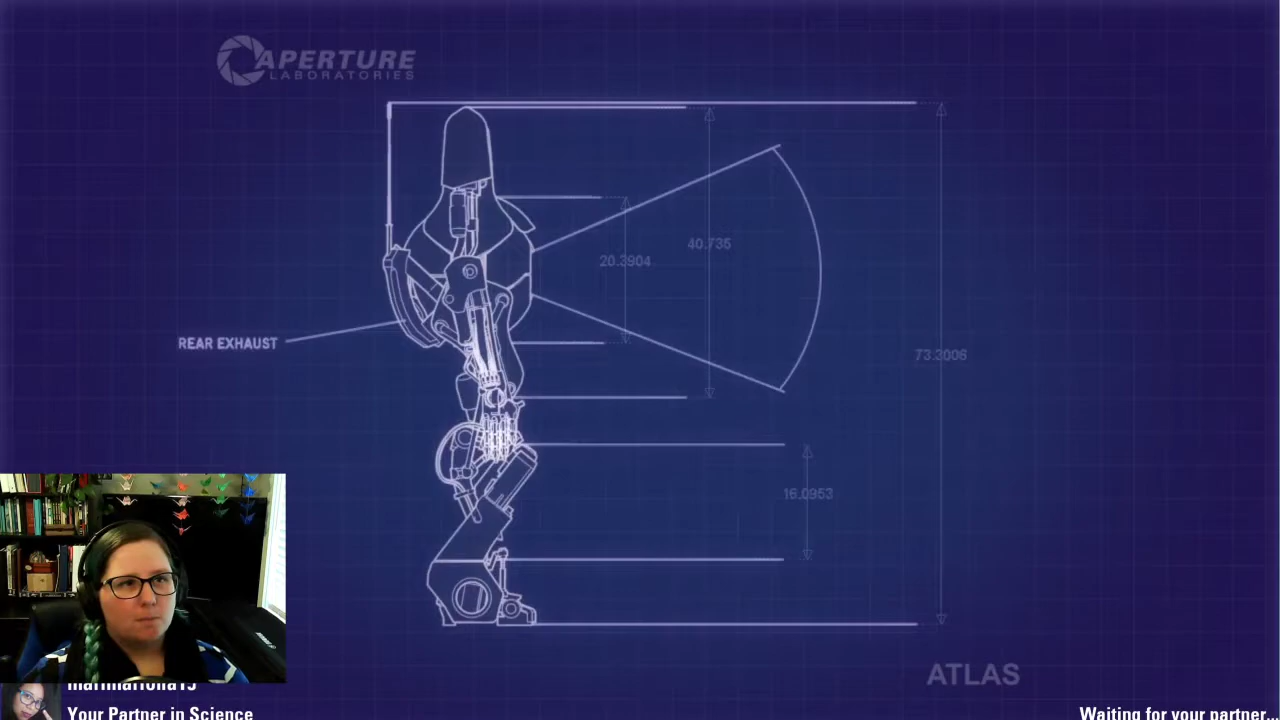 APERTURE
LABORATORIES
40.735
20.3904
REAR EXHAUST
73.3006
16.0953
ATLAS
Your Partner in Science
Waiting for your partner